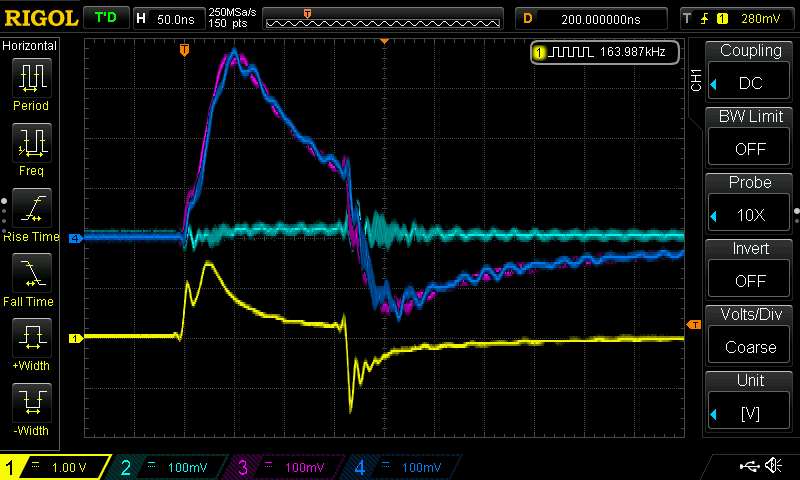 RIGOL T'D H 50.0ns 250MSa/s 150 pts T D 200.000000ns T 1 280mV
Horizontal
Period
Freq
Rise Time
Fall Time
+Width
-Width
T
1 163.987kHz
4
1
T
CH1
Coupling
DC
BW Limit
OFF
Probe
10X
Invert
OFF
Volts/Div
Coarse
Unit
[V]
1 1.00 V 2 100mV 3 100mV 4 100mV